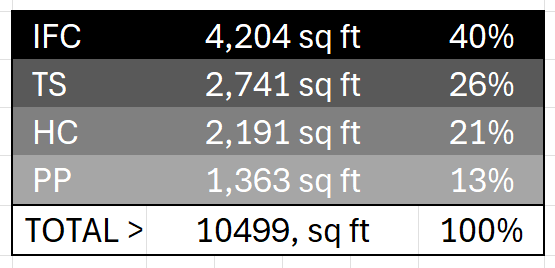 IFC 4,204 sq ft 40%
TS 2,741 sq ft 26%
HC 2,191 sq ft 21%
PP 1,363 sq ft 13%
TOTAL > 10499, sq ft 100%